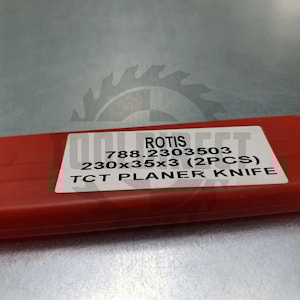 ROTIS
788.2303503
230x35x3 (2PCS)
TCT PLANER KNIFE